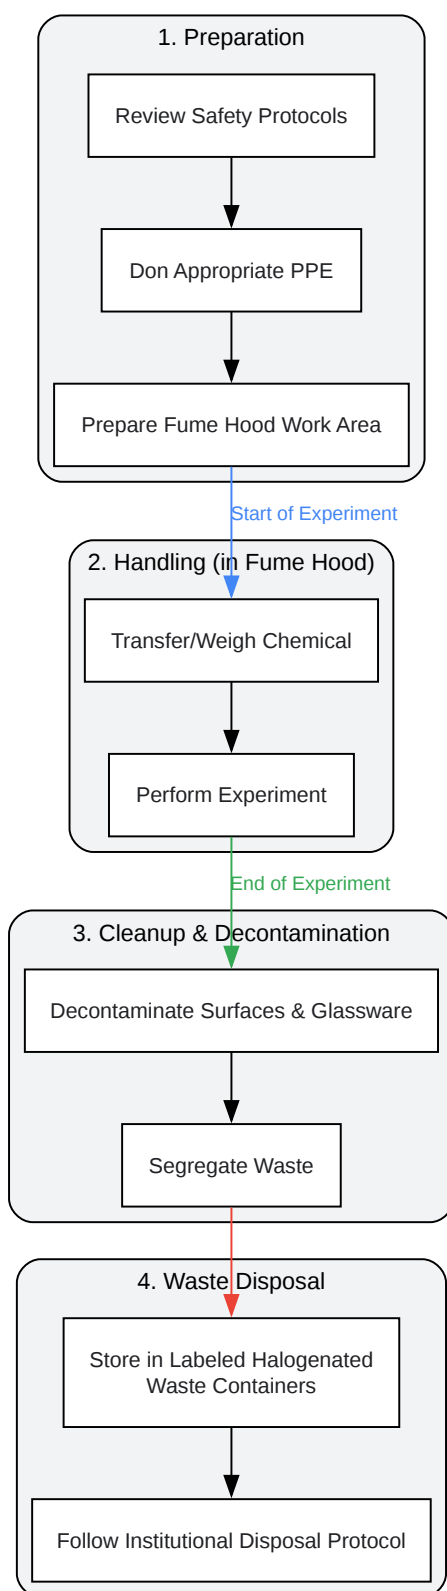 1. Preparation
Review Safety Protocols
Don Appropriate PPE
Prepare Fume Hood Work Area
Start of Experiment
2. Handling (in Fume Hood)
Transfer/Weigh Chemical
Perform Experiment
End of Experiment
3. Cleanup & Decontamination
Decontaminate Surfaces & Glassware
Segregate Waste
4. Waste Disposal
Store in Labeled Halogenated
Waste Containers
Follow Institutional Disposal Protocol